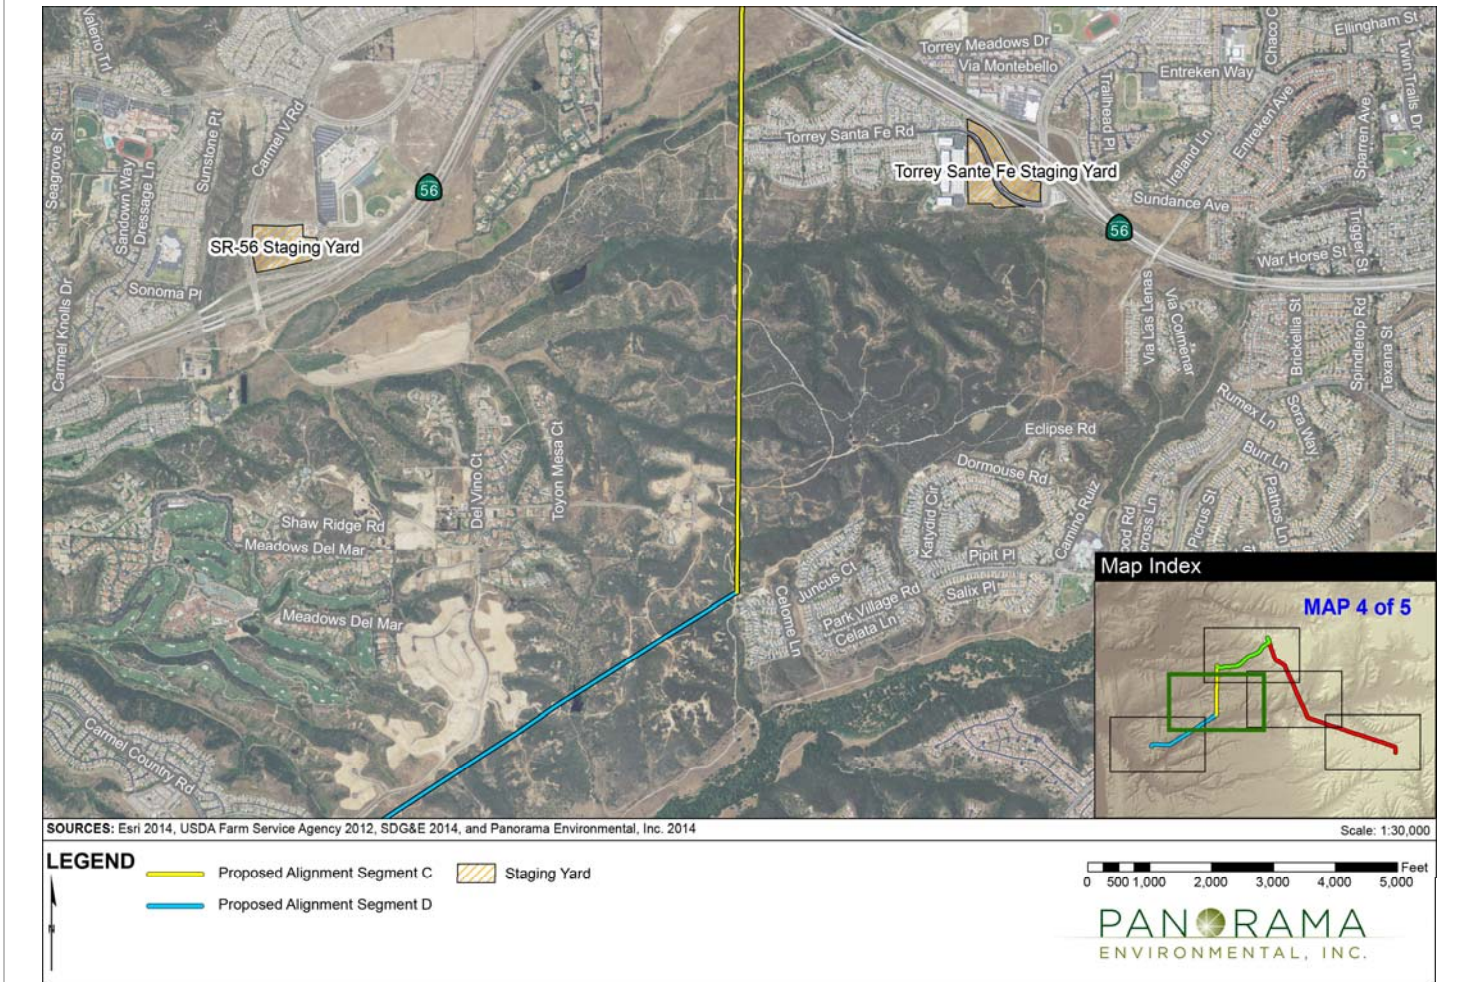 Valerio Trl
Torrey Meadows Dr
Via Montebello
Chaco C
Ellingham St
Entreken Way
Twin Trails Dr
Seagrove St
Sandown Way
Dressage Ln
Sunstone Pt
Carmel V Rd
56
Torrey Santa Fe Rd
Trailhead Pl
Ireland Ln
Entreken Ave
Sparren Ave
Torrey Sante Fe Staging Yard
Sundance Ave
56
SR-56 Staging Yard
Sonoma Pl
Carmel Knolls Dr
War Horse St
Trigger St
Via Las Lenas
Via Colmenar
Brickellia St
Spindletop Rd
Texana St
Rumex Ln
Sora Way
Burr Ln
Eclipse Rd
Dormouse Rd
Del Vino Ct
Toyon Mesa Ct
Shaw Ridge Rd
Meadows Del Mar
Katydid Cir
Camino Ruiz
ood Rd
cross Ln
Picrus St
Pathos Ln
Pipit Pl
Juncus Ct
Salix Pl
Park Village Rd
Celata Ln
Celome Ln
Meadows Del Mar
Carmel Country Rd
Map Index
MAP 4 of 5
SOURCES: Esri 2014, USDA Farm Service Agency 2012, SDG&E 2014, and Panorama Environmental, Inc. 2014
Scale: 1:30,000
LEGEND
N
Proposed Alignment Segment C
Staging Yard
Proposed Alignment Segment D
Feet
0 500 1,000 2,000 3,000 4,000 5,000
PANORAMA
ENVIRONMENTAL, INC.